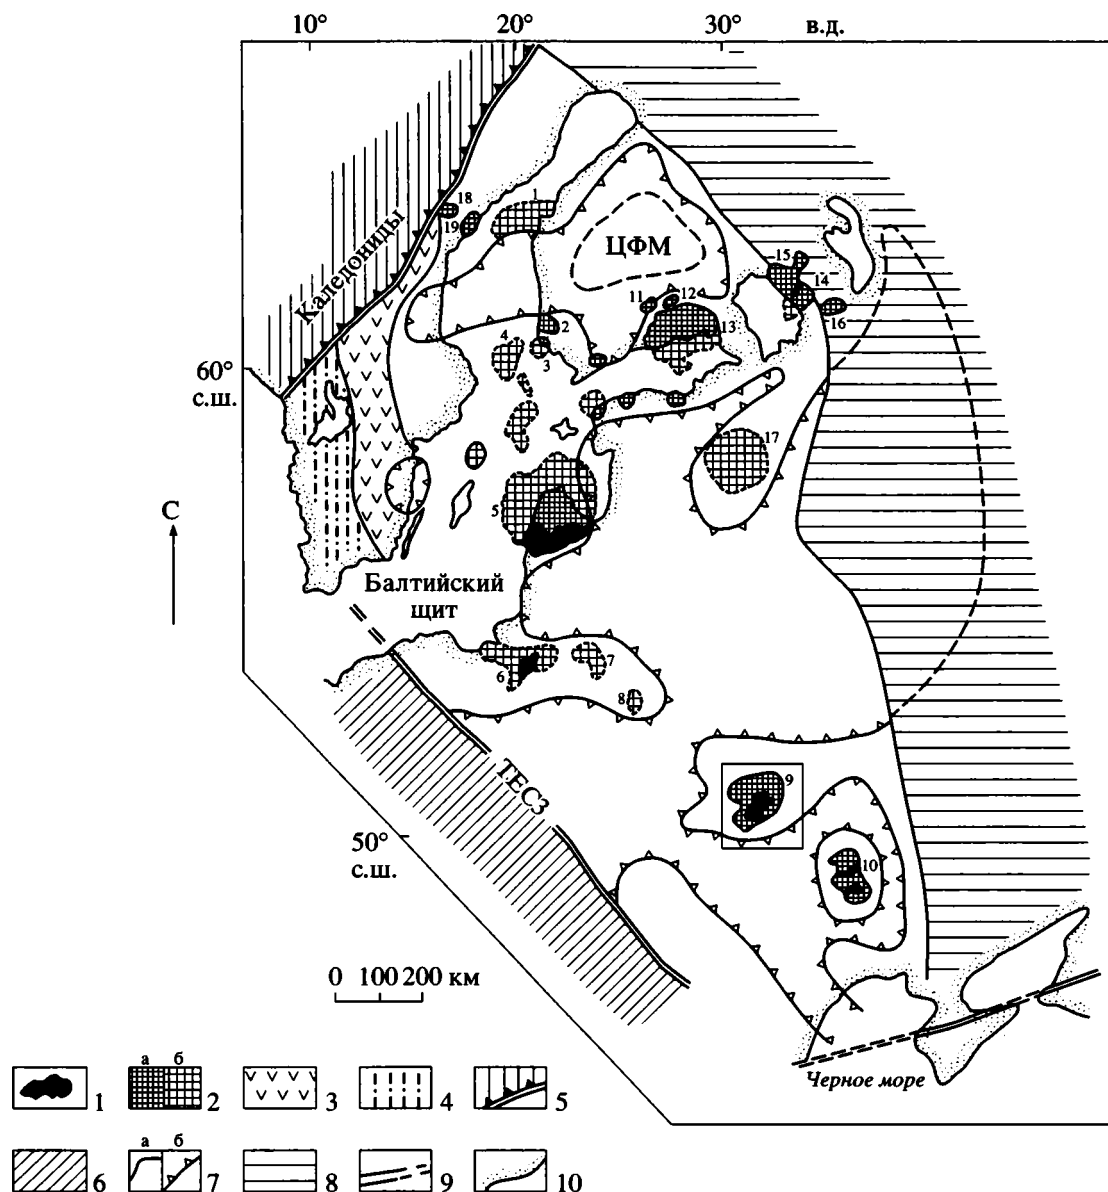 10° 20° 30° в.д.
18
1
19
ЦФМ
Каледониды
15
14
11
12
16
2
13
4
3
60°
с.ш.
17
5
С
Балтийский
щит
7
6
8
ТЕСЗ
9
50°
с.ш.
10
0 100 200 км
Черное море
а б
1 2 3 4 5
а б
6 7 8 9 10